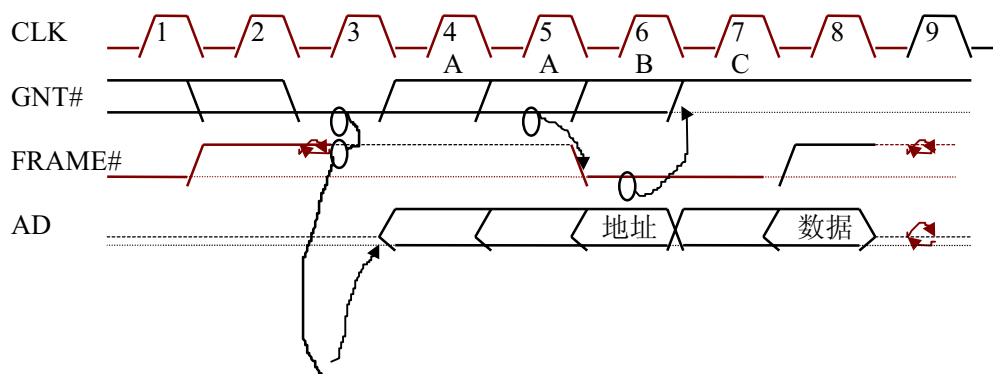 CLK 1 2 3 4 5 6 7 8 9
A A B C
GNT#
FRAME#
AD 地址 数据